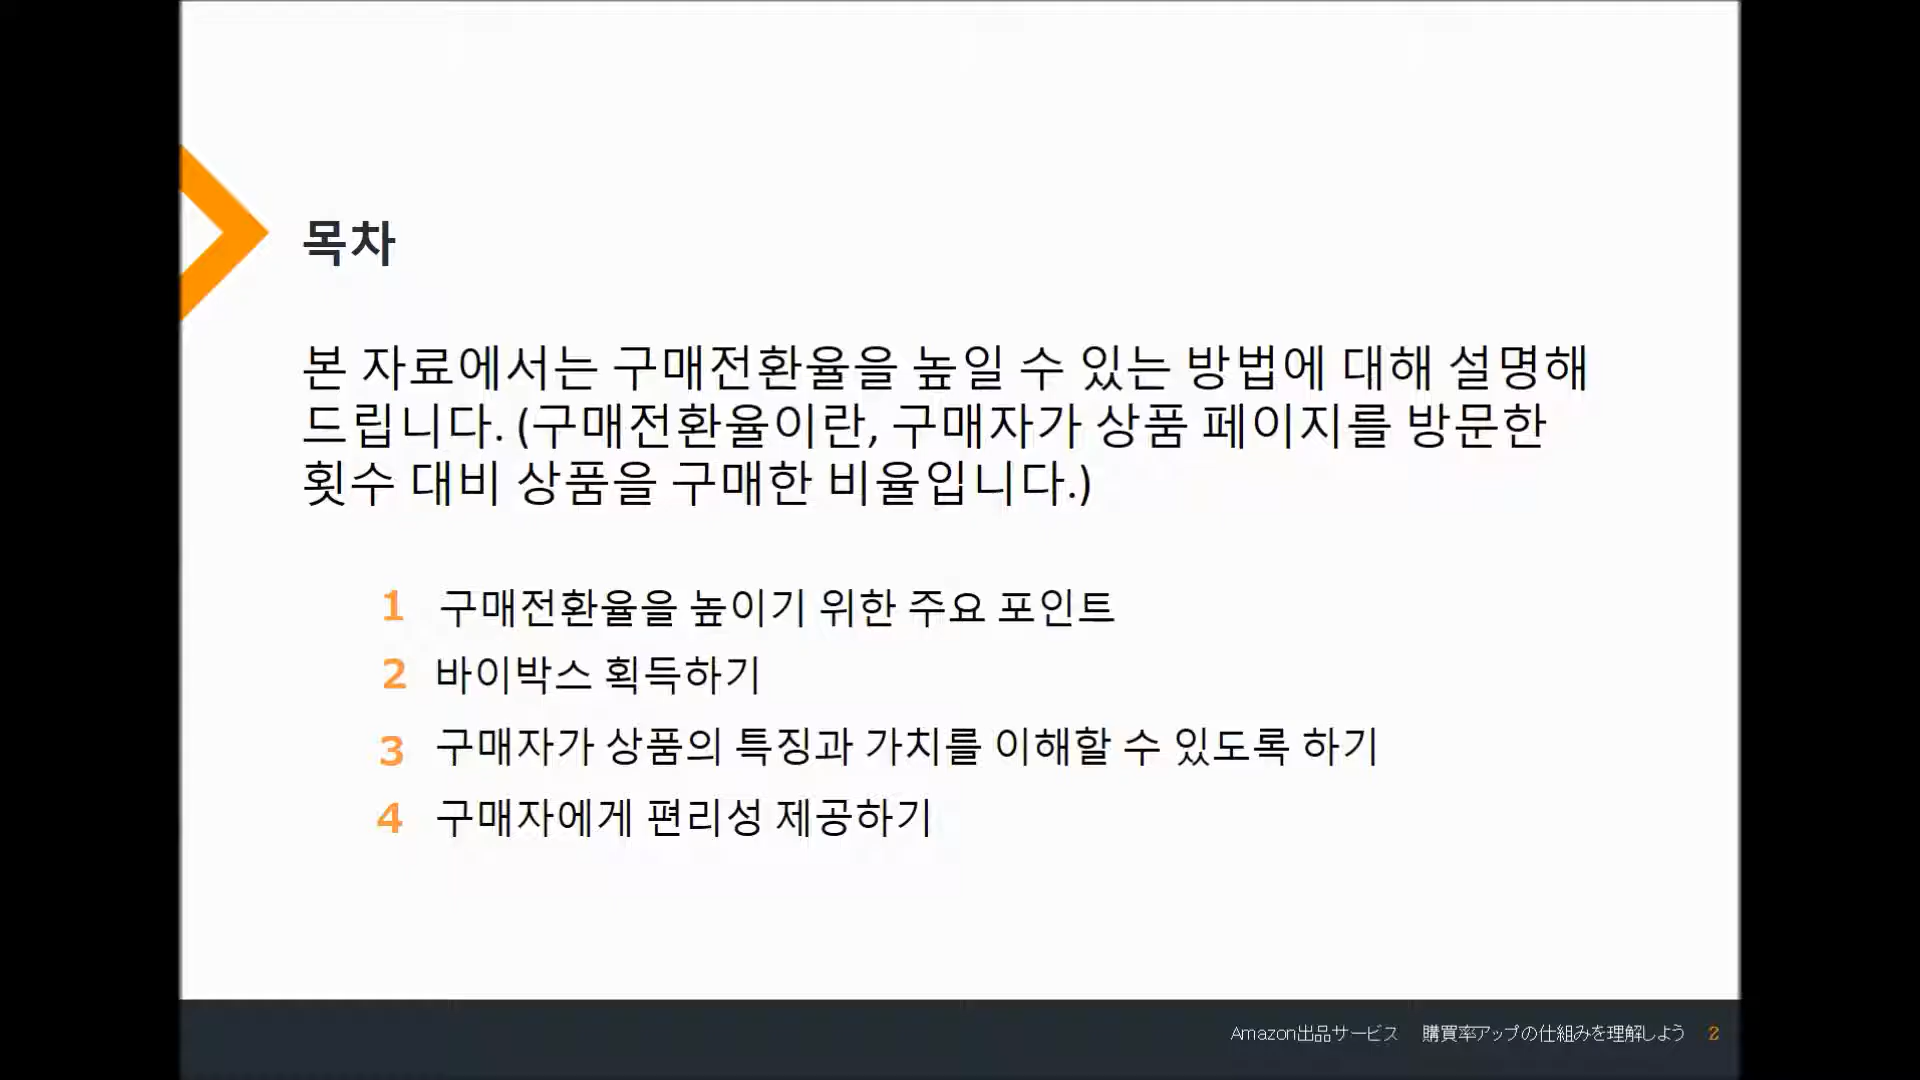 목차
본 자료에서는 구매전환율을 높일 수 있는 방법에 대해 설명해
드립니다. (구매전환율이란, 구매자가 상품 페이지를 방문한
횟수 대비 상품을 구매한 비율입니다.)
1 구매전환율을 높이기 위한 주요 포인트
2 바이박스 획득하기
3 구매자가 상품의 특징과 가치를 이해할 수 있도록 하기
4 구매자에게 편리성 제공하기
Amazon出品サービス 購買率アップの仕組みを理解しよう 2